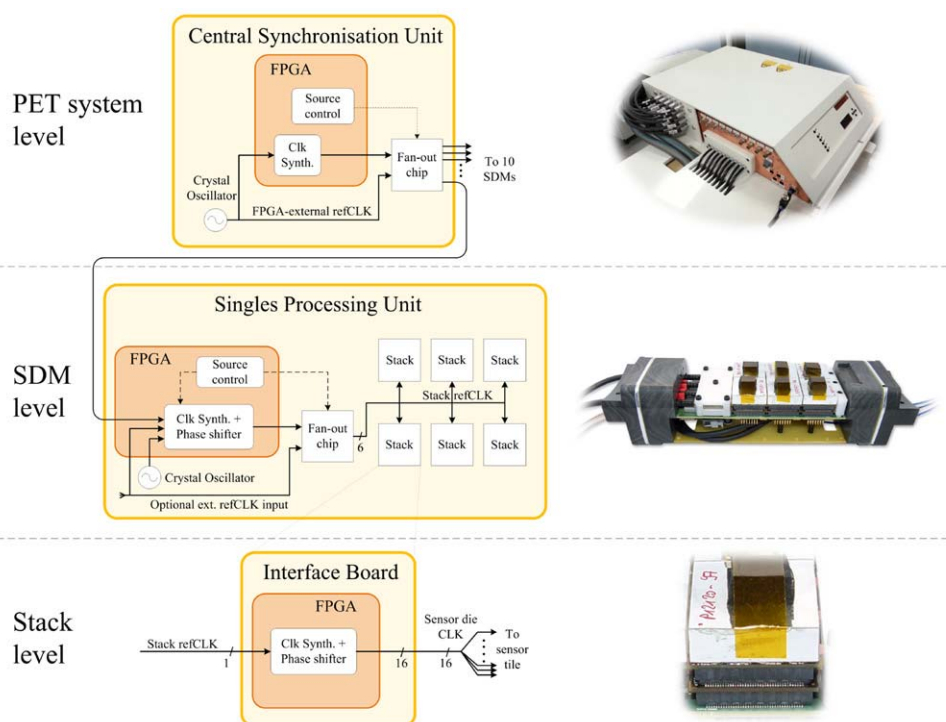 PET system
level
Central Synchronisation Unit
FPGA
Source
control
Clk
Synth.
Fan-out
chip
To 10
SDMs
Crystal
Oscillator
FPGA-external refCLK
SDM
level
Singles Processing Unit
FPGA
Source
control
Clk Synth. +
Phase shifter
Fan-out
chip
6
Crystal Oscillator
Optional ext. refCLK input
Stack
Stack
Stack
Stack refCLK
Stack
Stack
Stack
Stack
level
Interface Board
FPGA
Stack refCLK
1
Clk Synth. +
Phase shifter
16
Sensor die
CLK
16
To
sensor
tile